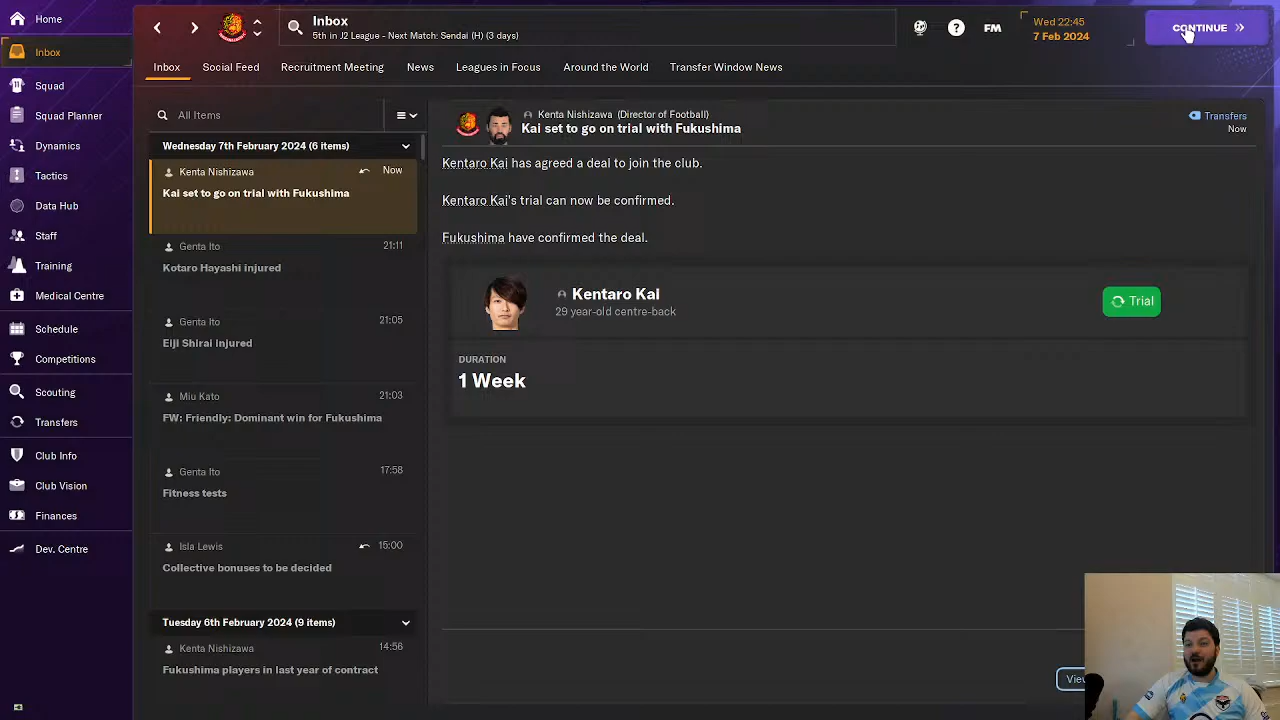 Home
Inbox
Squad
Squad Planner
Dynamics
Tactics
Data Hub
Staff
Training
Medical Centre
Schedule
Competitions
Scouting
Transfers
Club Info
Club Vision
Finances
Dev. Centre
Inbox
5th in J2 League - Next Match: Sendai (H) (3 days)
FM
Wed 22:45
7 Feb 2024
CONTINUE
Inbox
Social Feed
Recruitment Meeting
News
Leagues in Focus
Around the World
Transfer Window News
All Items
Wednesday 7th February 2024 (6 items)
Kenta Nishizawa
Now
Kai set to go on trial with Fukushima
Genta Ito
21:11
Kotaro Hayashi injured
Genta Ito
21:05
Eiji Shirai injured
Miu Kato
21:03
FW: Friendly: Dominant win for Fukushima
Genta Ito
17:58
Fitness tests
Isla Lewis
15:00
Collective bonuses to be decided
Tuesday 6th February 2024 (9 items)
Kenta Nishizawa
14:56
Fukushima players in last year of contract
Kenta Nishizawa (Director of Football)
Kai set to go on trial with Fukushima
Transfers
Now
Kentaro Kai has agreed a deal to join the club.
Kentaro Kai's trial can now be confirmed.
Fukushima have confirmed the deal.
Kentaro Kai
29 year-old centre-back
Trial
DURATION
1 Week